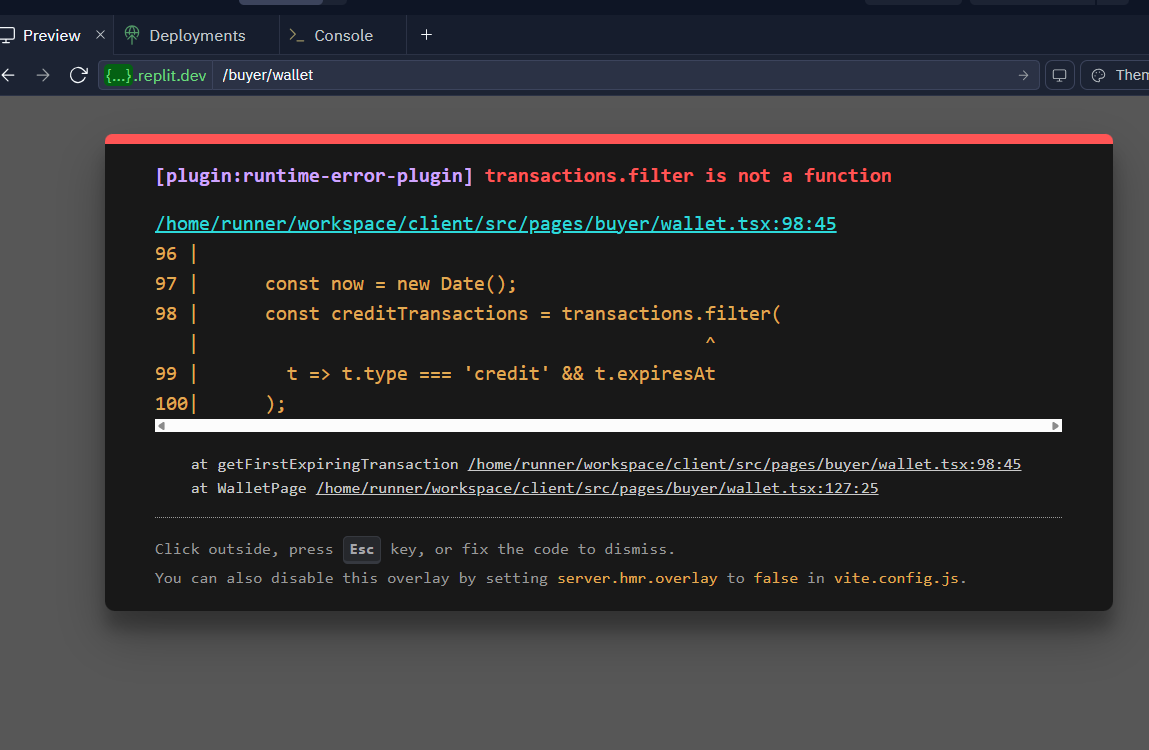 Preview
Deployments
Console
{...}.replit.dev /buyer/wallet
[plugin:runtime-error-plugin] transactions.filter is not a function
/home/runner/workspace/client/src/pages/buyer/wallet.tsx:98:45
96 |
97 |      const now = new Date();
98 |      const creditTransactions = transactions.filter(
   |                                             ^
99 |        t => t.type === 'credit' && t.expiresAt
100|      );
at getFirstExpiringTransaction /home/runner/workspace/client/src/pages/buyer/wallet.tsx:98:45
at WalletPage /home/runner/workspace/client/src/pages/buyer/wallet.tsx:127:25
Click outside, press Esc key, or fix the code to dismiss.
You can also disable this overlay by setting server.hmr.overlay to false in vite.config.js.